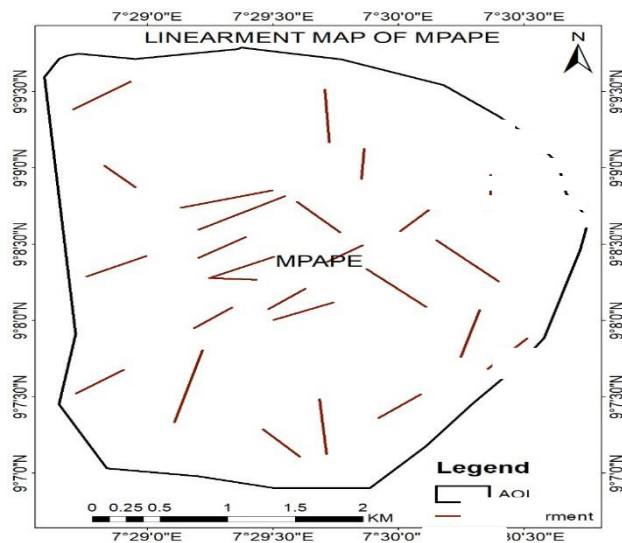 7°29'0"E 7°29'30"E 7°30'0"E 7°30'30"E
LINEARMENT MAP OF MPAPE
N
9°9'30"N
9°9'30"N
9°9'0"N
9°9'0"N
9°8'30"N
9°8'30"N
MPAPE
9°8'0"N
9°8'0"N
9°7'30"N
9°7'30"N
9°7'0"N
9°7'0"N
Legend
AOI
rment
0 0.25 0.5 1 1.5 2
KM
7°29'0"E 7°29'30"E 7°30'0"E 30'30"E